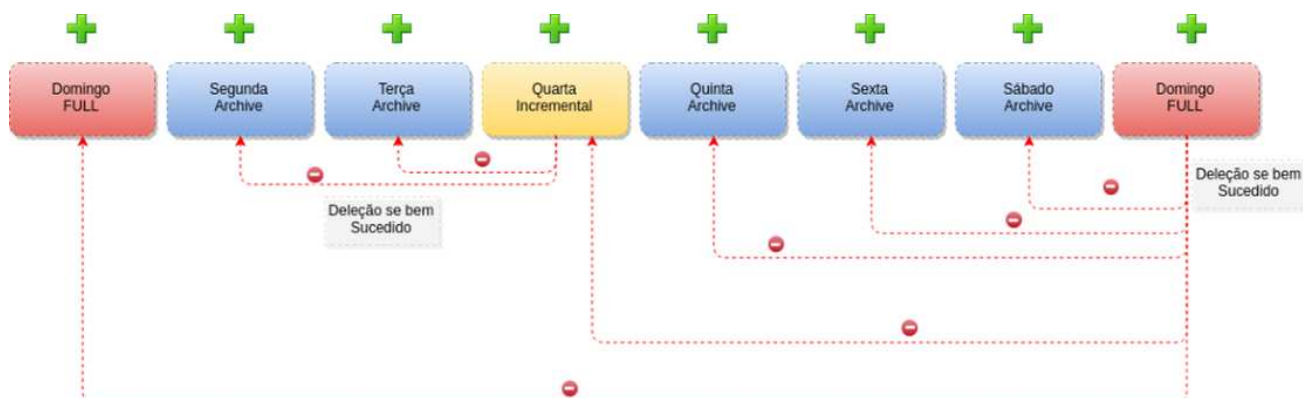 Domingo
FULL
Segunda
Archive
Terça
Archive
Quarta
Incremental
Quinta
Archive
Sexta
Archive
Sábado
Archive
Domingo
FULL
Deleção se bem
Sucedido
Deleção se bem
Sucedido